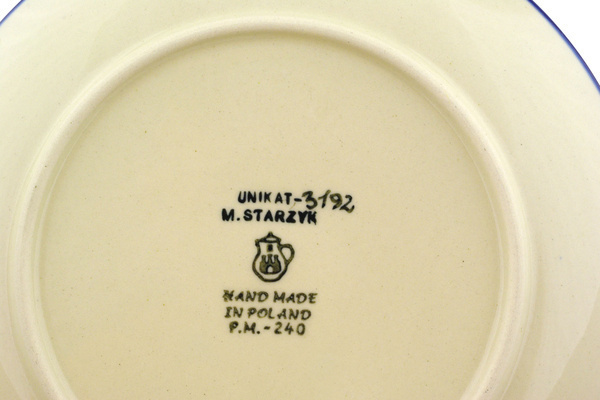 UNIKAT-3192
M. STARZYK
HAND MADE
IN POLAND
P.M.-240